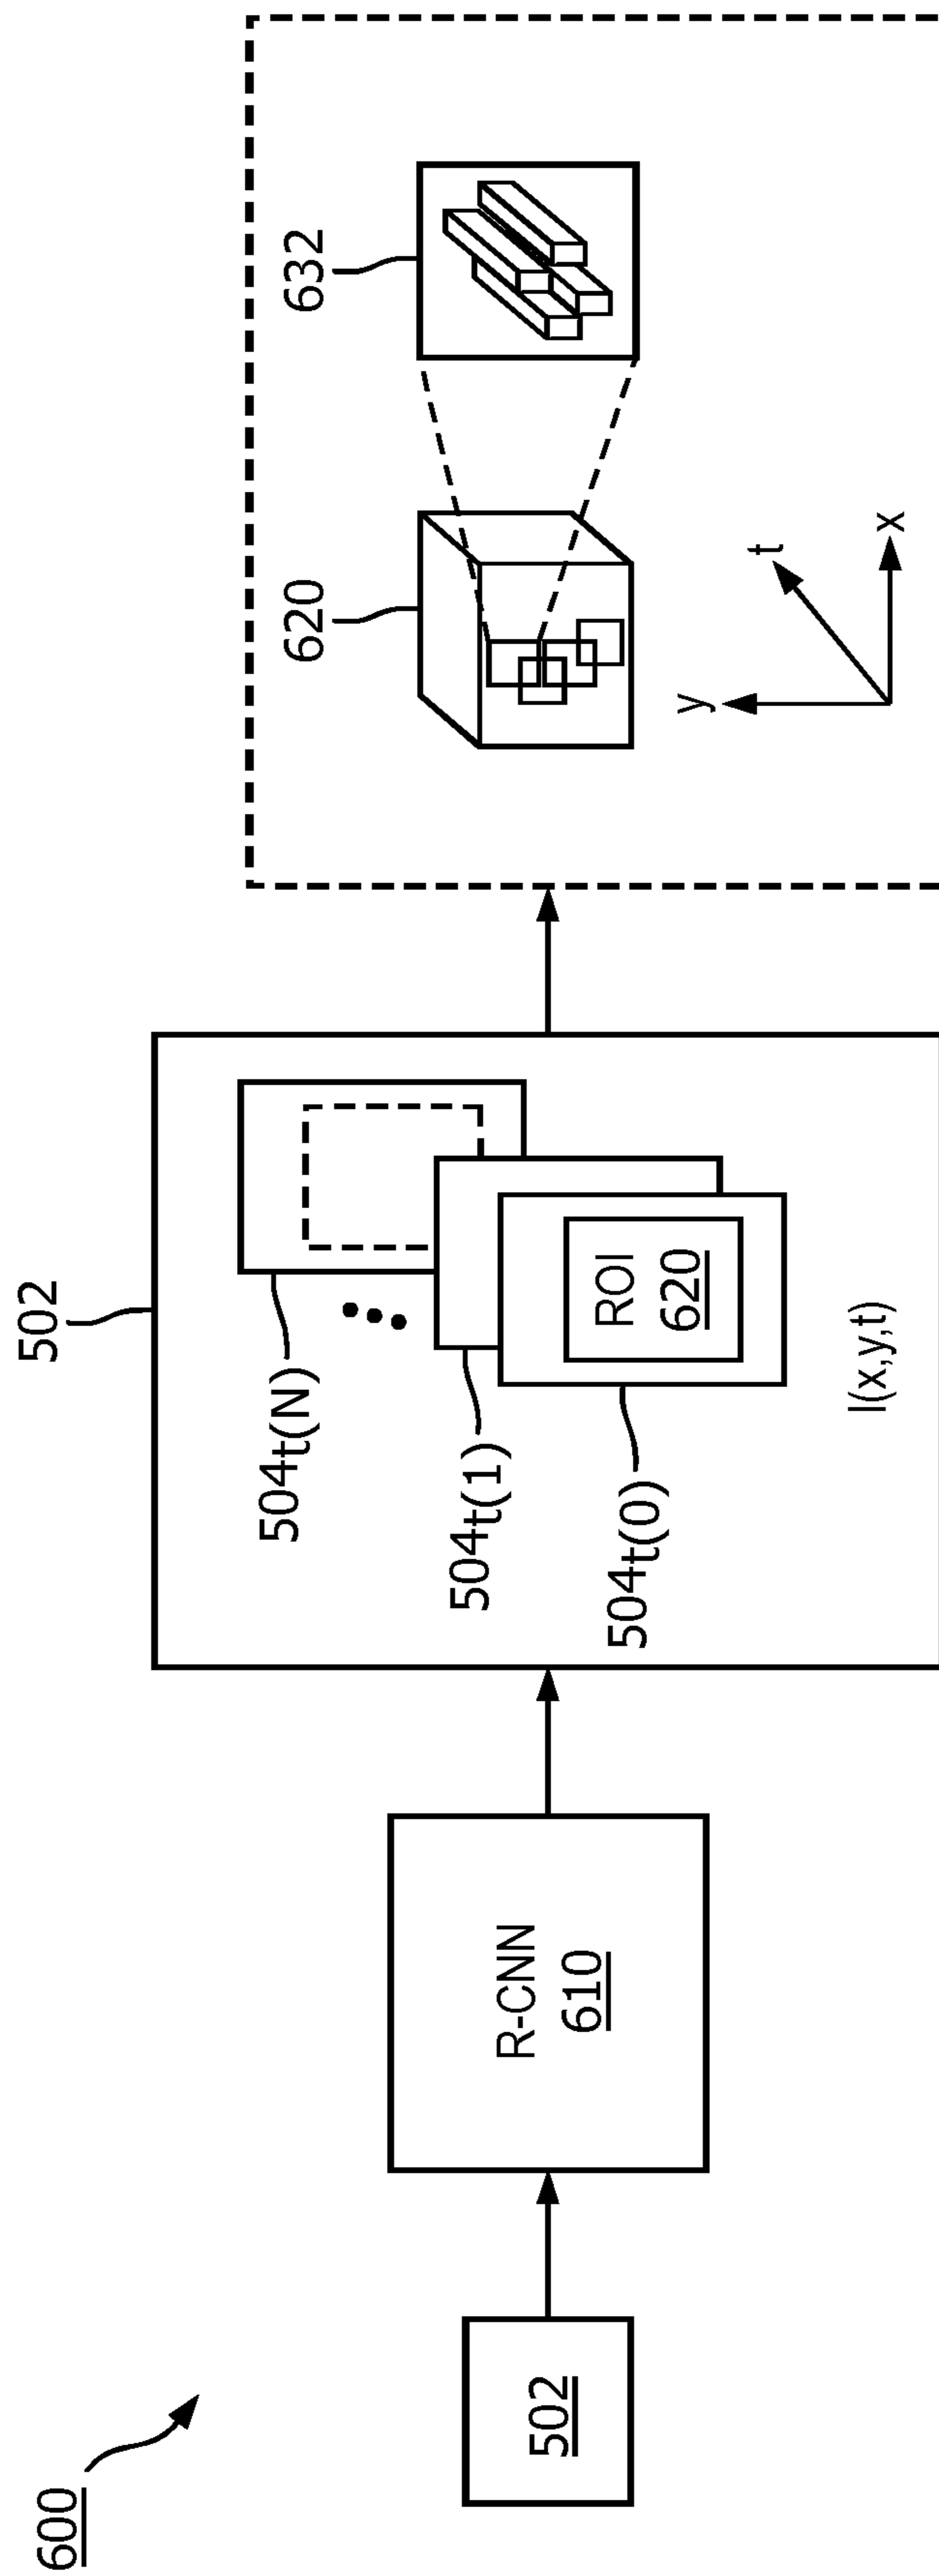 600
502
R-CNN
610
502
504t(N)
504t(1)
504t(0)
ROI
620
I(x,y,t)
620
632
y
t
x